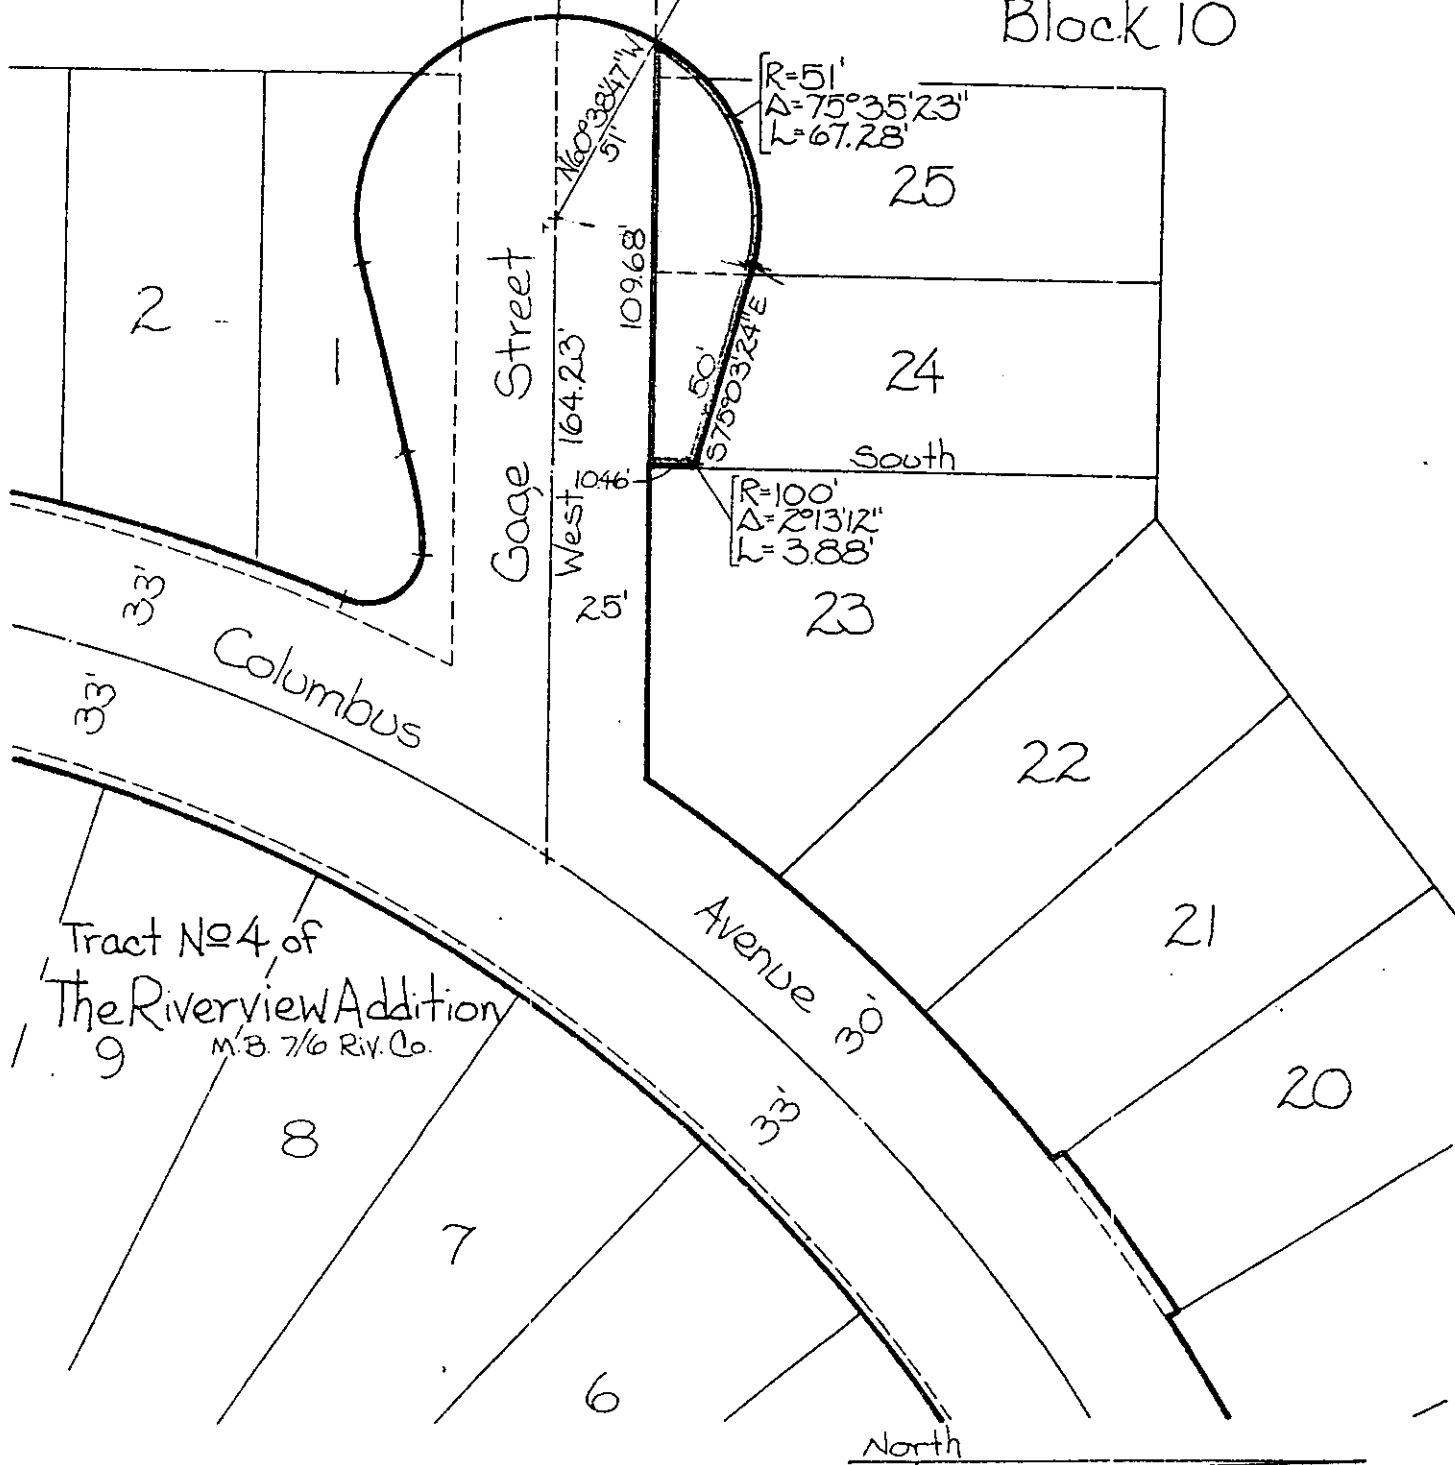 Block 10
R=51'
Δ=75°35'23"
L=67.28'
N60°38'47"W
51'
25
109.68'
2
1
Gage Street
West 164.23'
50'
S75°03'24"E
24
South
10.46'
R=100'
Δ=2°13'12"
L=3.88'
33'
25'
23
Columbus
33'
22
Avenue
30'
21
Tract Nº 4 of
The Riverview Addition
M.B. 7/6 Riv. Co.
9
33'
20
8
7
6
North